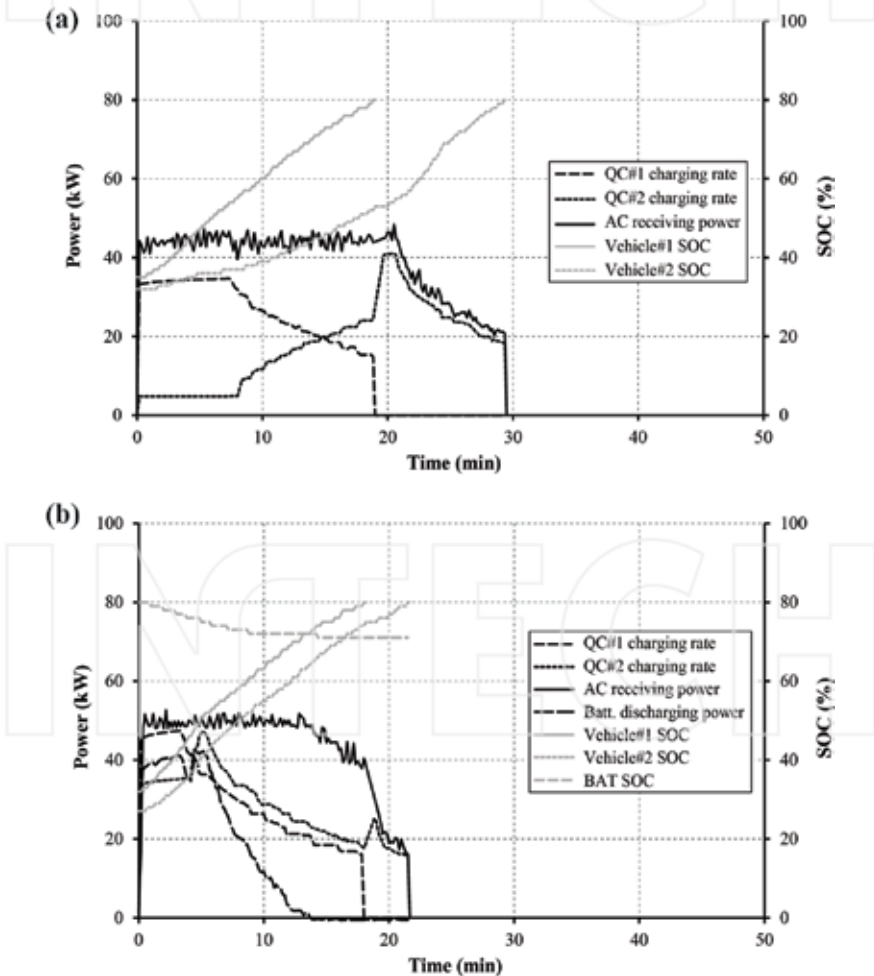 INTECH
(a)
100
80
60
40
20
0
Power (kW)
0 10 20 30 40 50
Time (min)
100
80
60
40
20
0
SOC (%)
QC#1 charging rate
QC#2 charging rate
AC receiving power
Vehicle#1 SOC
Vehicle#2 SOC
(b)
INTECH
100
80
60
40
20
0
Power (kW)
0 10 20 30 40 50
Time (min)
100
80
60
40
20
0
SOC (%)
QC#1 charging rate
QC#2 charging rate
AC receiving power
Batt. discharging power
Vehicle#1 SOC
Vehicle#2 SOC
BAT SOC